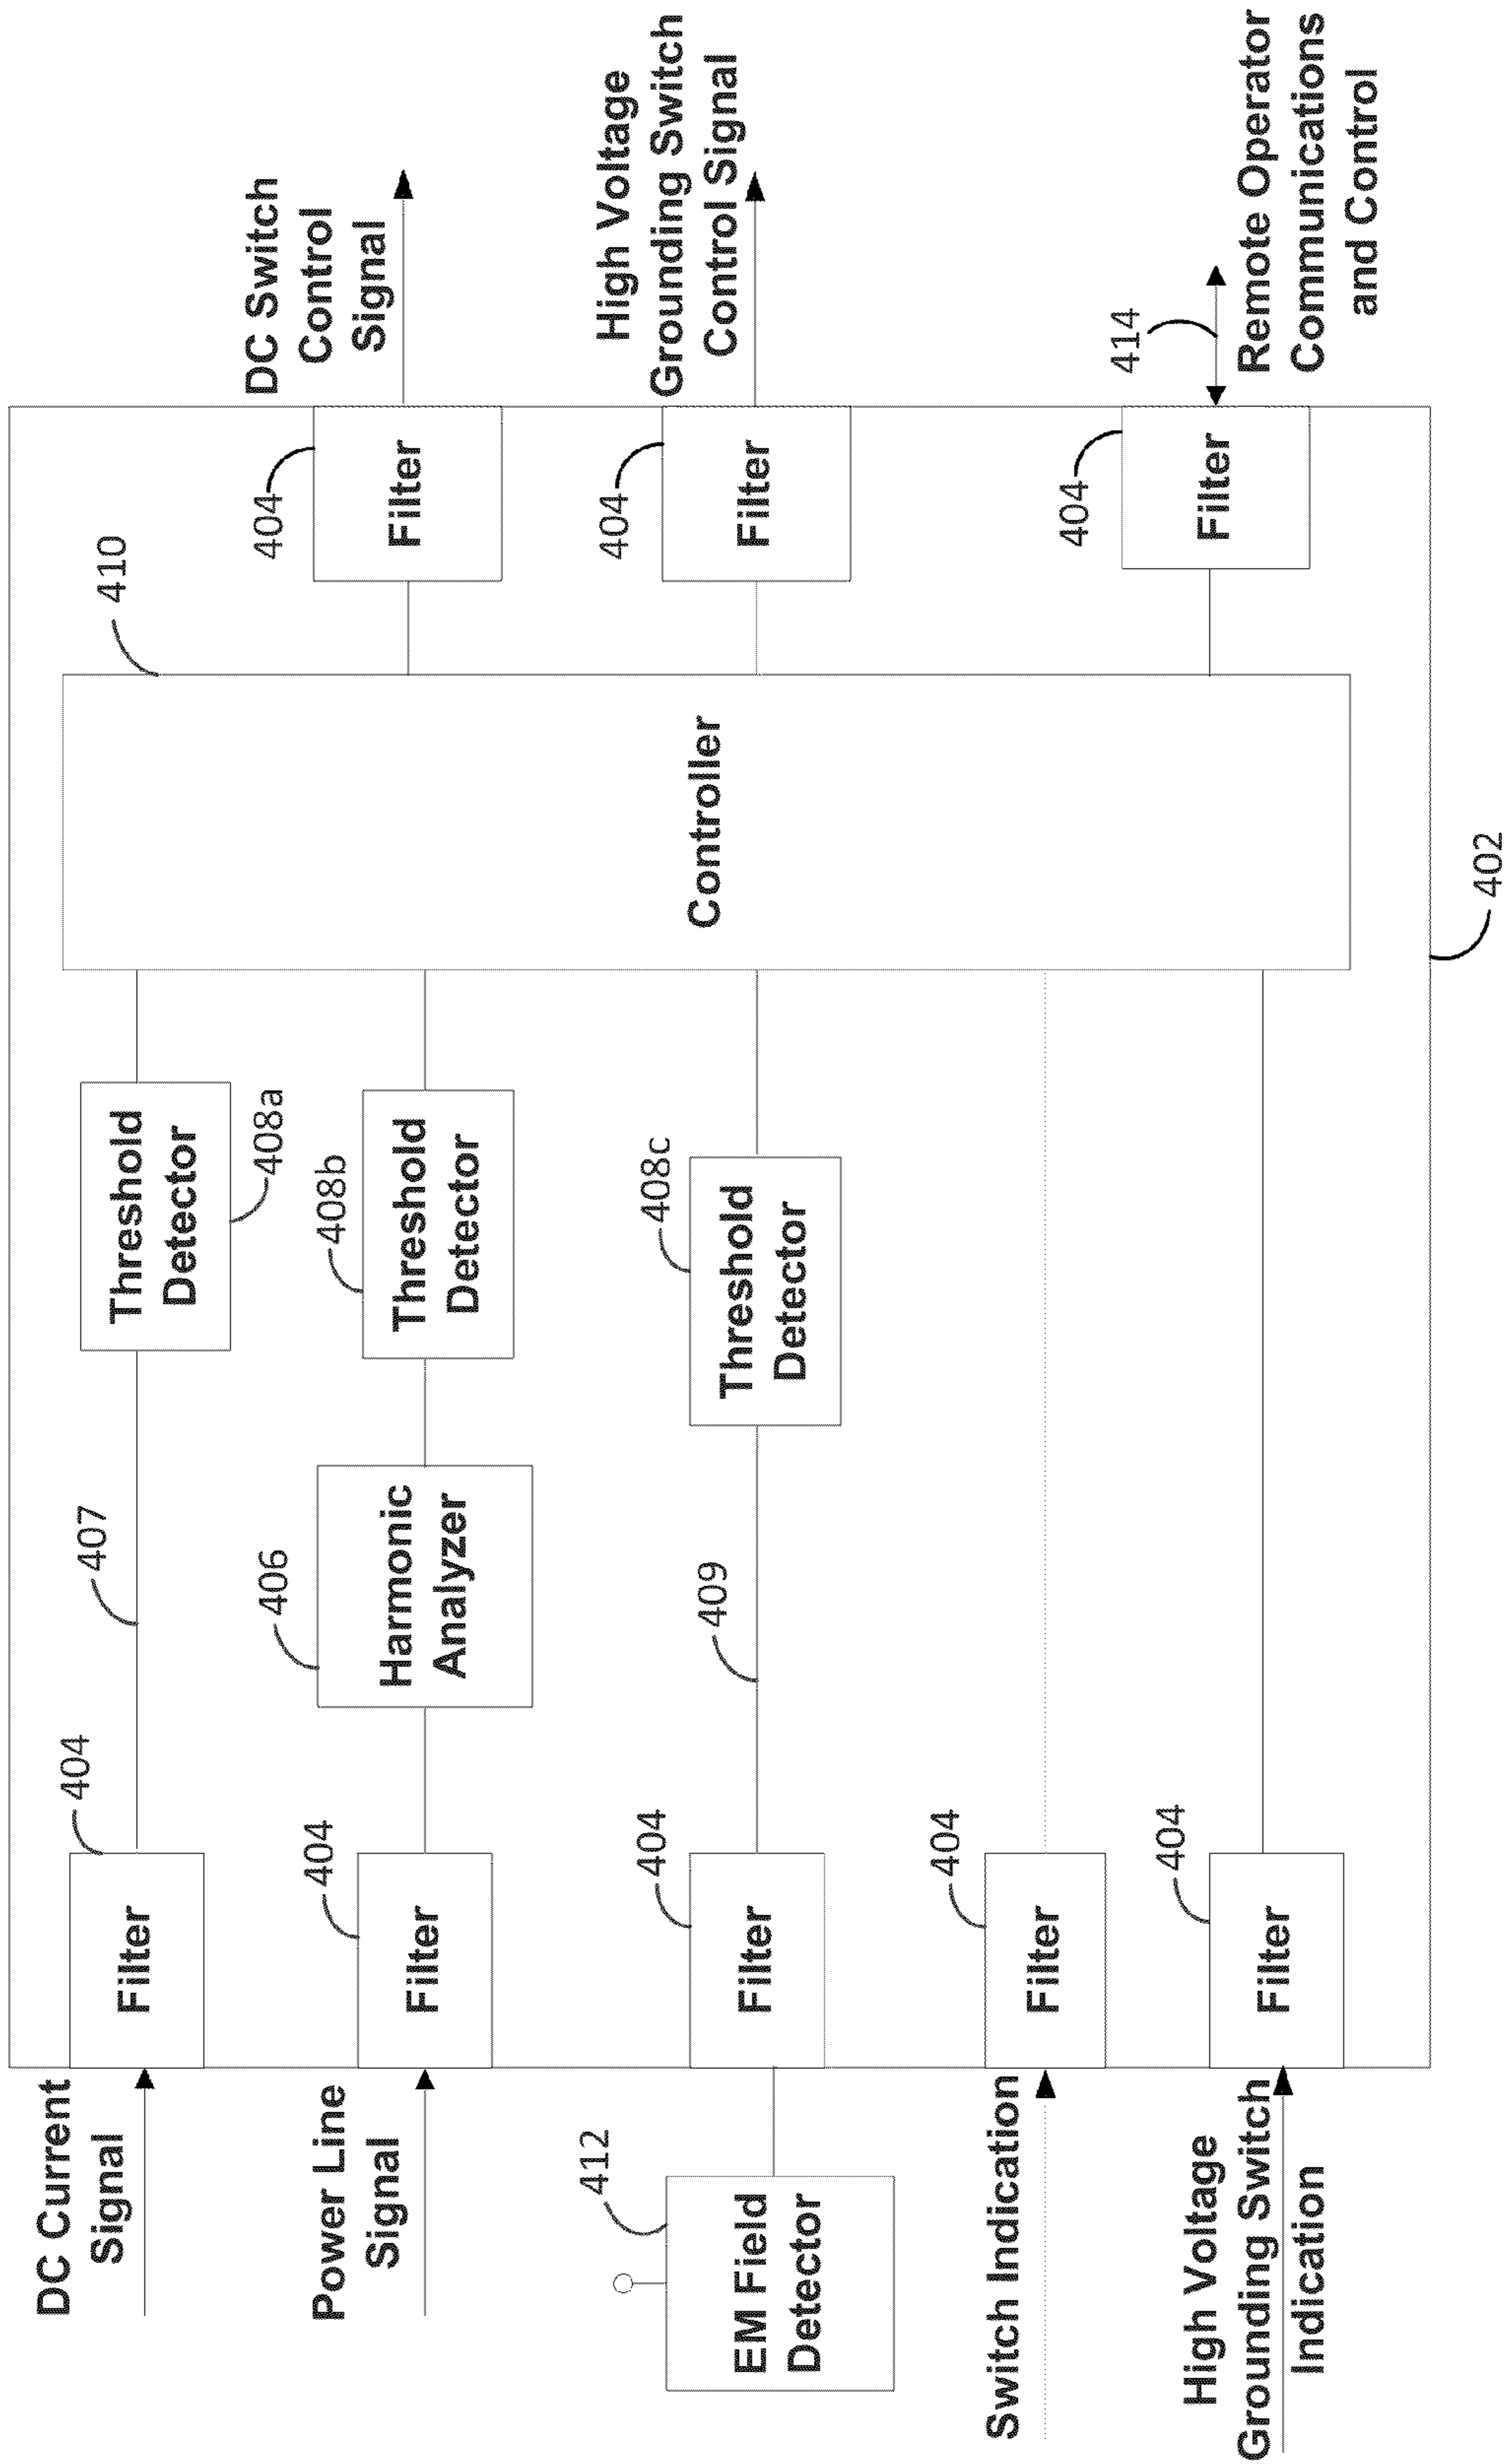 DC Current
Signal
Filter
404
407
Threshold
Detector
408a
Power Line
Signal
Filter
404
Harmonic
Analyzer
406
Threshold
Detector
408b
EM Field
Detector
412
Filter
404
409
Threshold
Detector
408c
Switch Indication
Filter
404
High Voltage
Grounding Switch
Indication
Filter
404
Controller
410
Filter
404
DC Switch
Control
Signal
Filter
404
High Voltage
Grounding Switch
Control Signal
Filter
404
414
Remote Operator
Communications
and Control
402